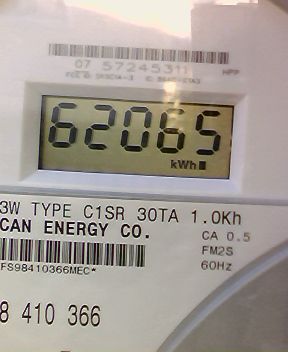 07 57245311
62065
kWh
3W TYPE C1SR 30TA 1.0Kh
CAN ENERGY CO.
CA 0.5
FM2S
60Hz
FS98410366MEC*
8 410 366